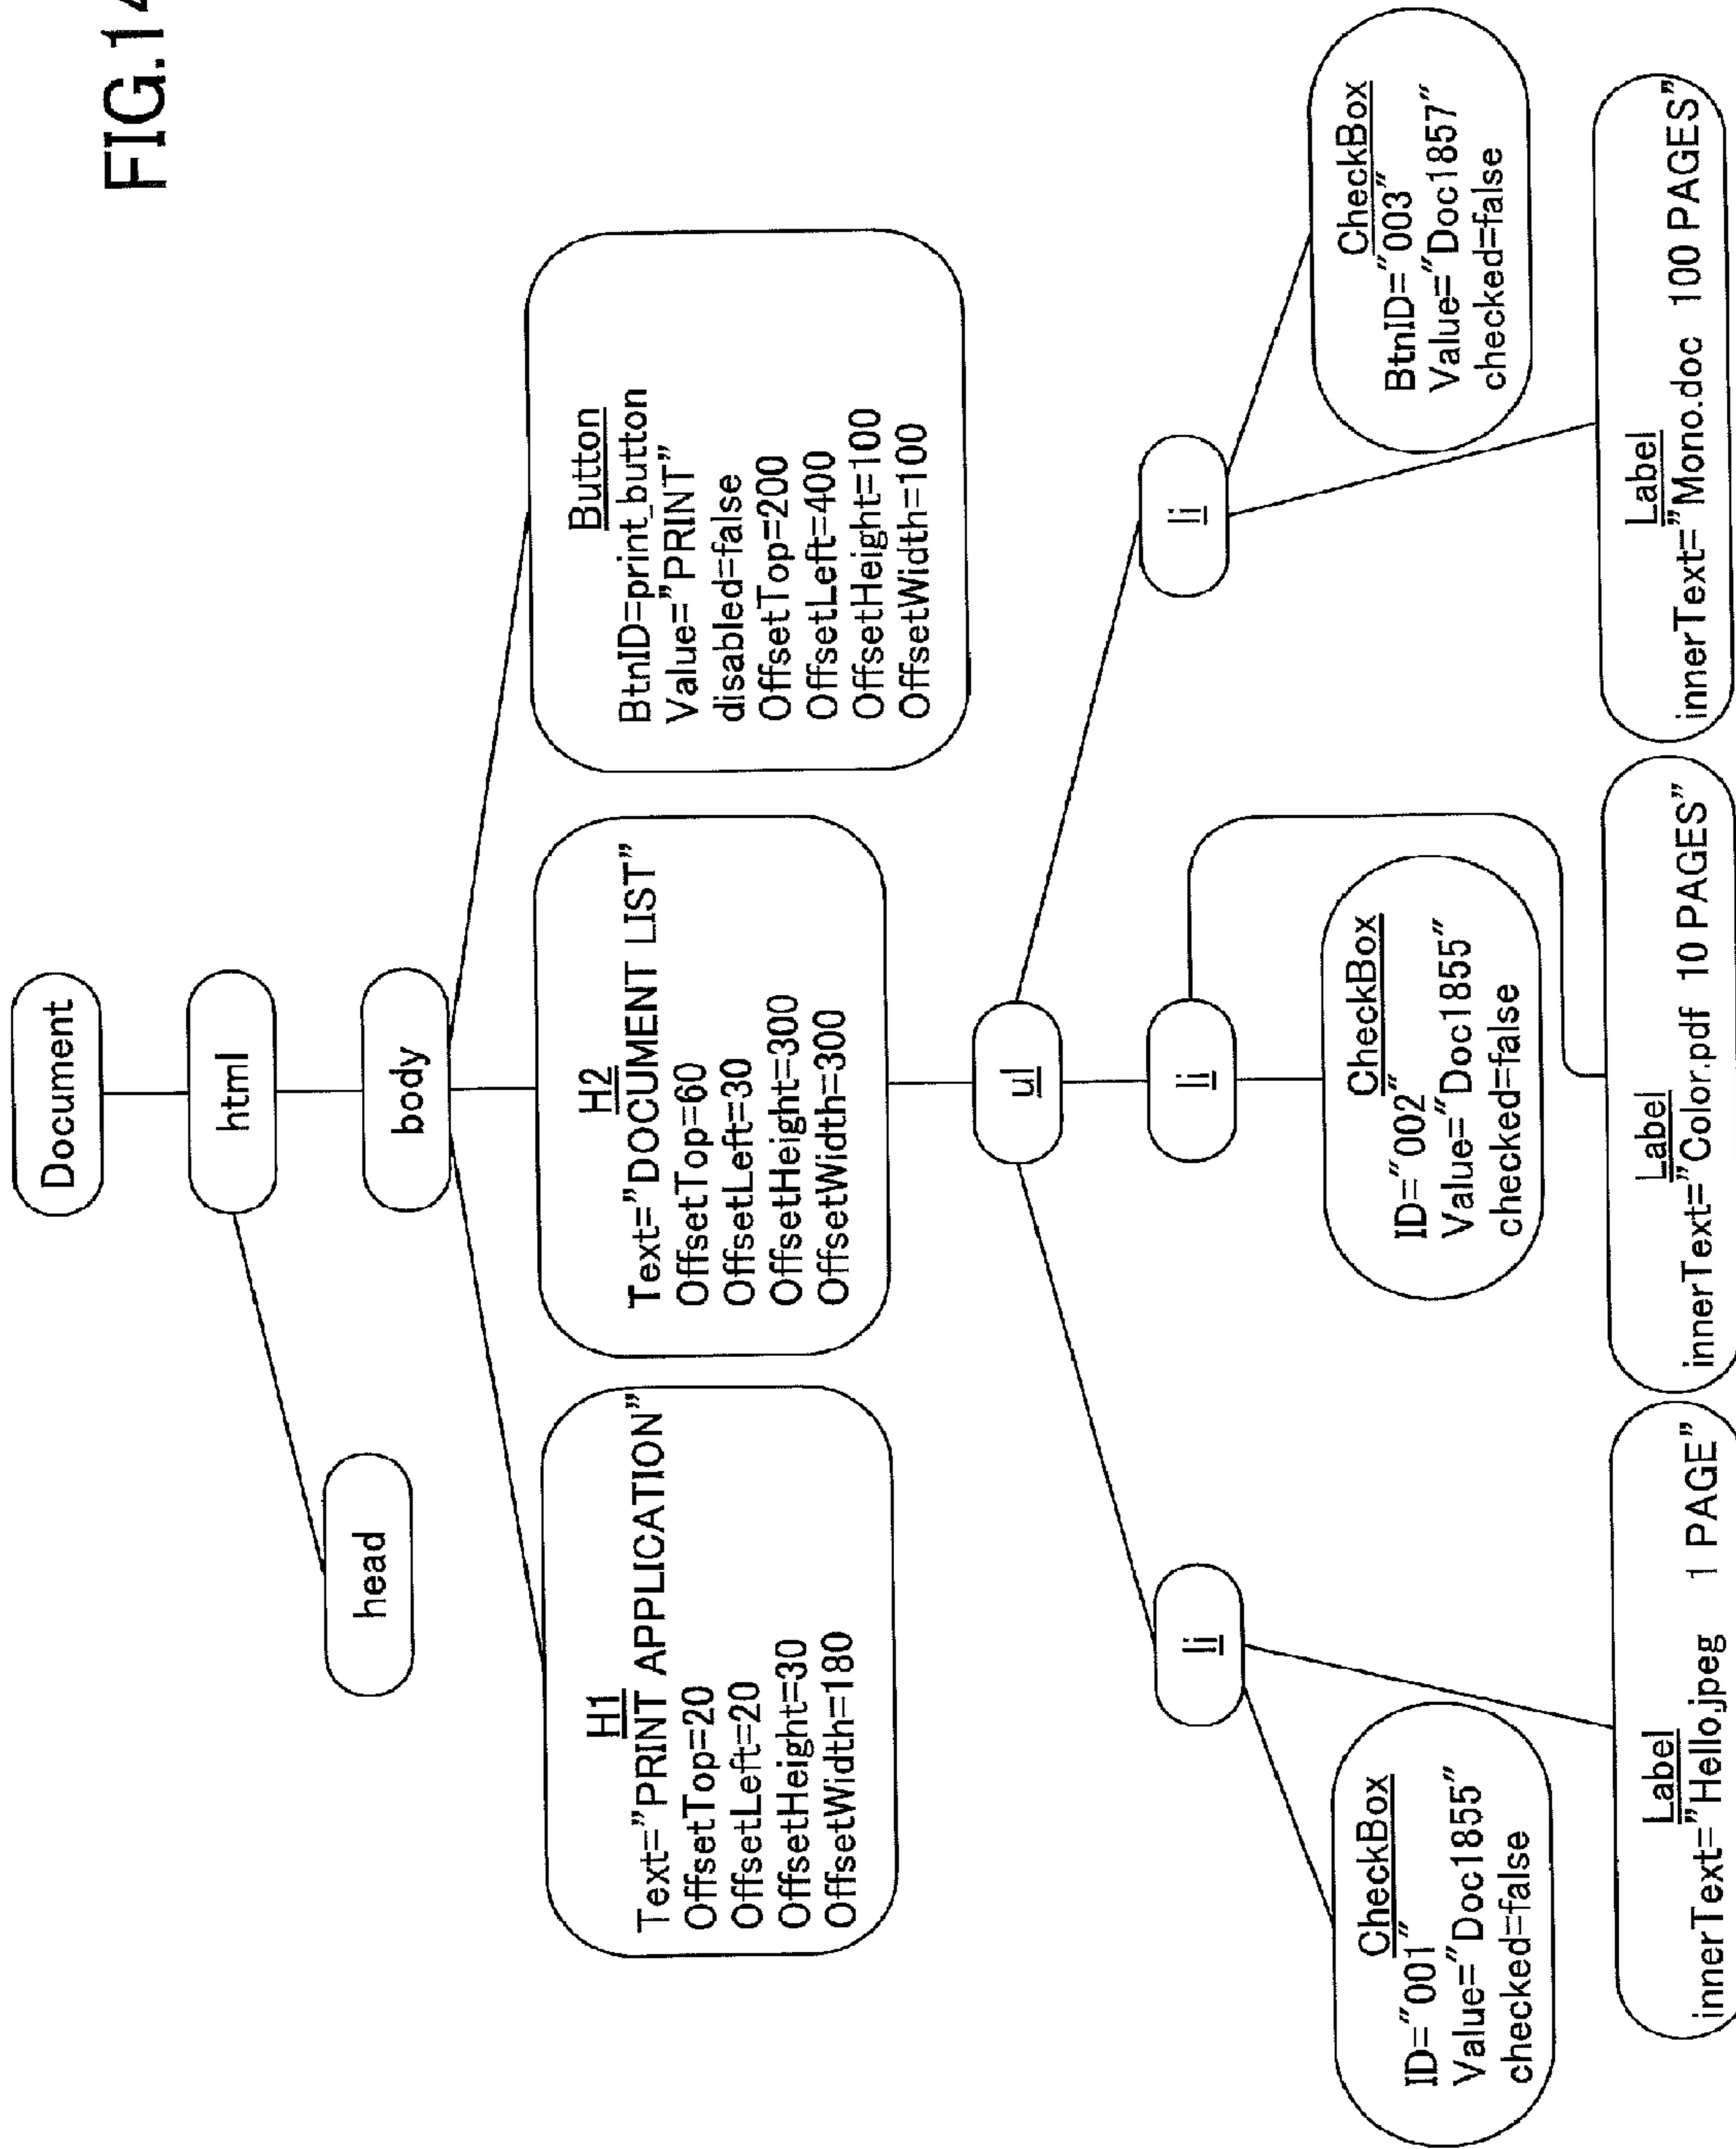 FIG.14
Document
html
head
body
H1
Text="PRINT APPLICATION"
OffsetTop=20
OffsetLeft=20
OffsetHeight=30
OffsetWidth=180
H2
Text="DOCUMENT LIST"
OffsetTop=60
OffsetLeft=30
OffsetHeight=300
OffsetWidth=300
Button
BtnID=print_button
Value="PRINT"
disabled=false
OffsetTop=200
OffsetLeft=400
OffsetHeight=100
OffsetWidth=100
ul
li
li
li
CheckBox
ID="001"
Value="Doc1855"
checked=false
CheckBox
ID="002"
Value="Doc1855"
checked=false
CheckBox
BtnID="003"
Value="Doc1857"
checked=false
Label
innerText="Hello.jpeg 1 PAGE"
Label
innerText="Color.pdf 10 PAGES"
Label
innerText="Mono.doc 100 PAGES"